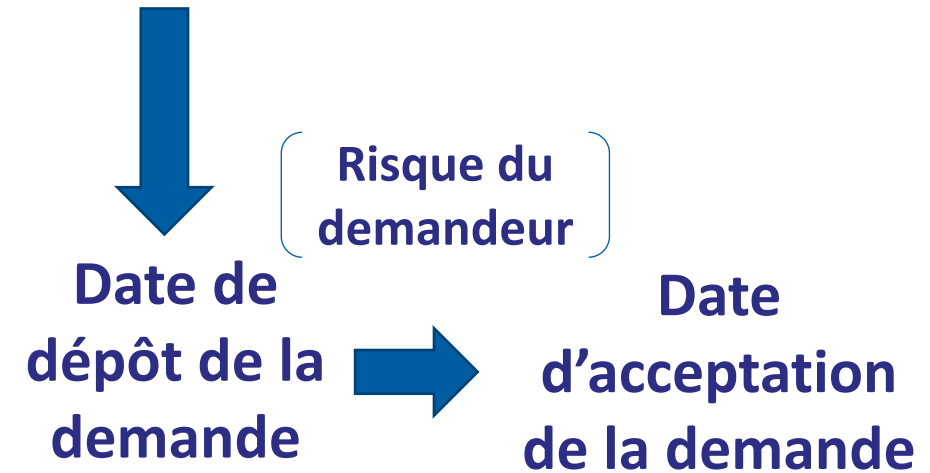 Risque du
demandeur
Date de
dépôt de la
demande
Date
d’acceptation
de la demande